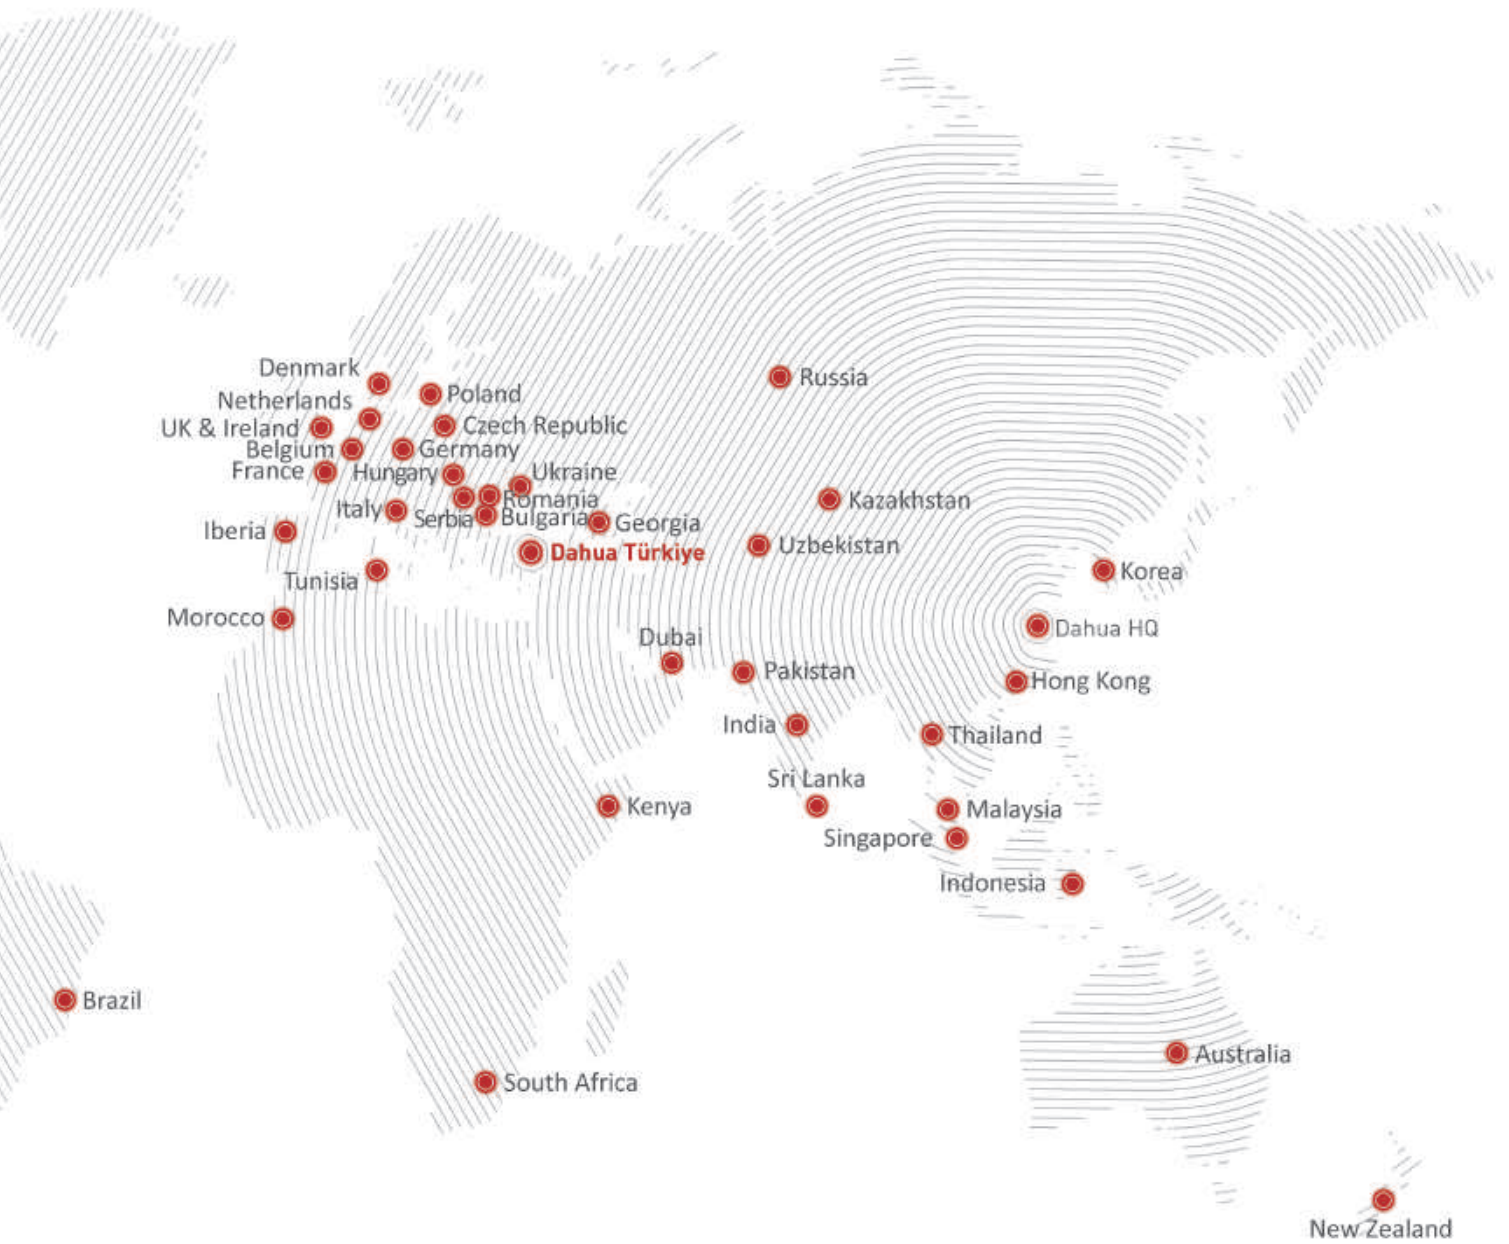 Denmark
Poland
Russia
Netherlands
UK & Ireland
Czech Republic
Belgium
Germany
France
Hungary
Ukraine
Romania
Kazakhstan
Italy
Serbia
Bulgaria
Georgia
Iberia
Uzbekistan
Dahua Türkiye
Korea
Tunisia
Morocco
Dahua HQ
Dubai
Pakistan
Hong Kong
India
Thailand
Sri Lanka
Kenya
Malaysia
Singapore
Indonesia
Brazil
Australia
South Africa
New Zealand